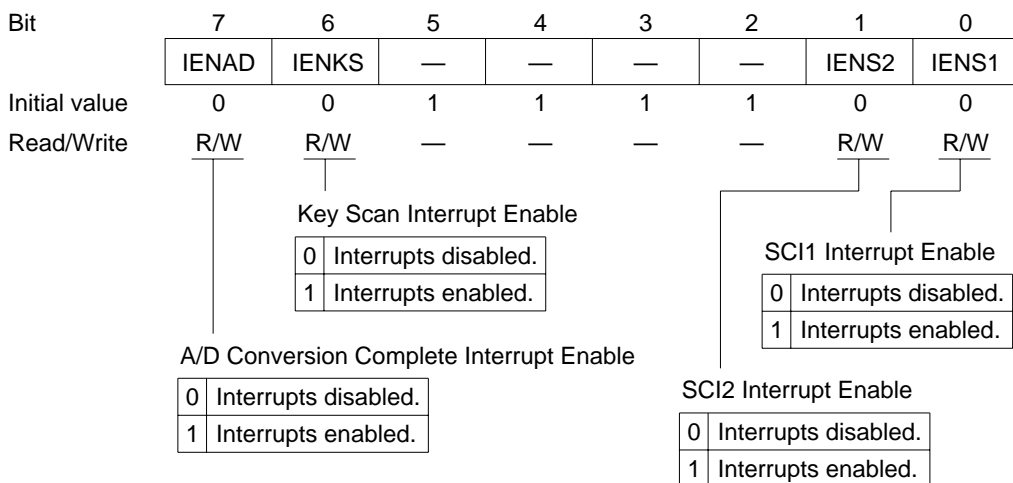 Bit 7 6 5 4 3 2 1 0
IENAD IENKS — — — — IENS2 IENS1
Initial value 0 0 1 1 1 1 0 0
Read/Write R/W R/W — — — — R/W R/W
Key Scan Interrupt Enable
0 Interrupts disabled.
1 Interrupts enabled.
SCI1 Interrupt Enable
0 Interrupts disabled.
1 Interrupts enabled.
A/D Conversion Complete Interrupt Enable
0 Interrupts disabled.
1 Interrupts enabled.
SCI2 Interrupt Enable
0 Interrupts disabled.
1 Interrupts enabled.